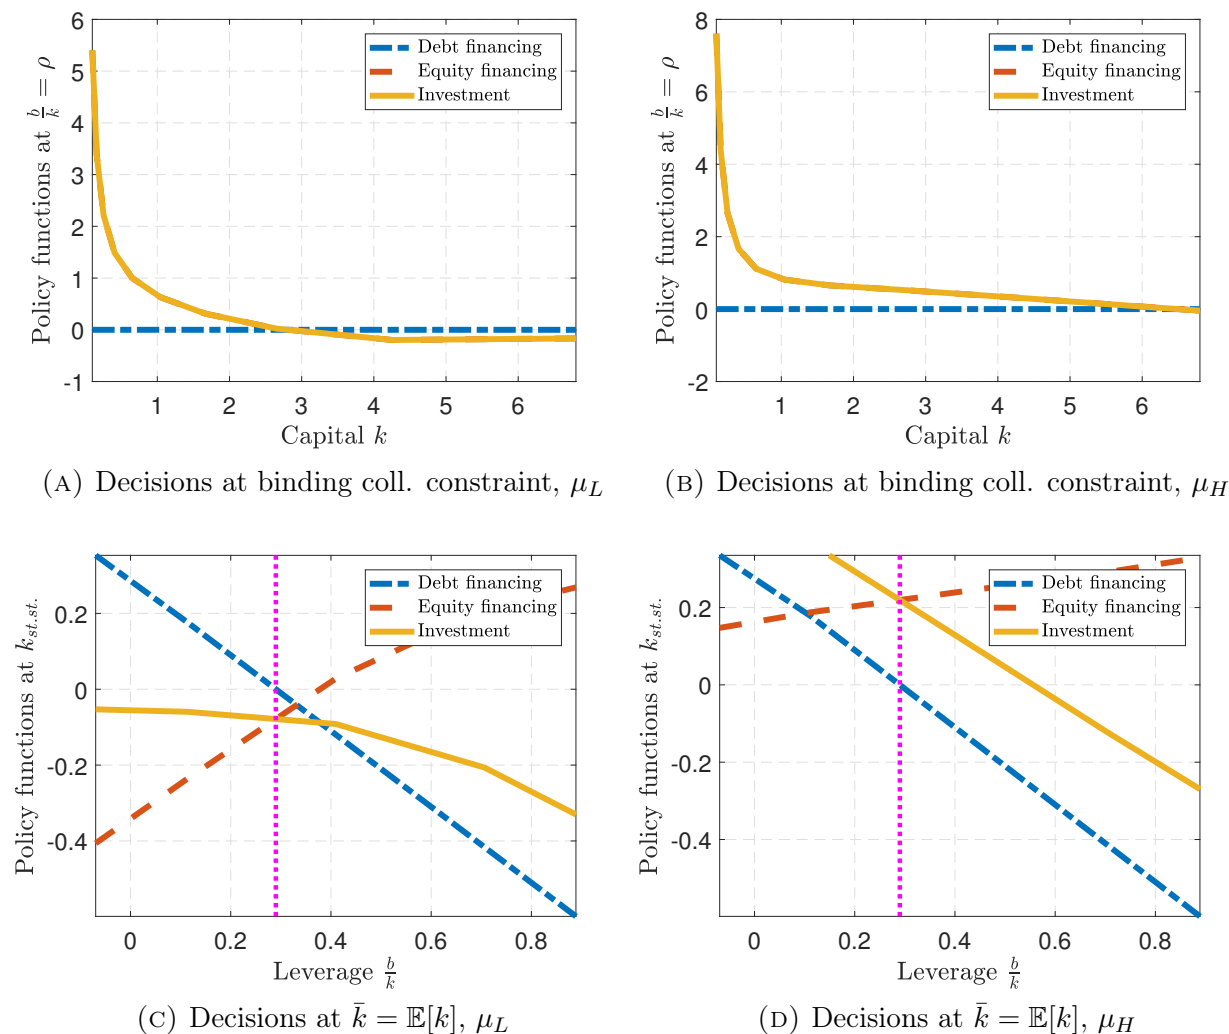 6
5
4
3
2
1
0
-1
Policy functions at b/k = ρ
Debt financing
Equity financing
Investment
1 2 3 4 5 6
Capital k
(A) Decisions at binding coll. constraint, μ_L
8
6
4
2
0
-2
Policy functions at b/k = ρ
Debt financing
Equity financing
Investment
1 2 3 4 5 6
Capital k
(B) Decisions at binding coll. constraint, μ_H
0.2
0
-0.2
-0.4
Policy functions at k_{st.st.}
Debt financing
Equity financing
Investment
0 0.2 0.4 0.6 0.8
Leverage b/k
(C) Decisions at k̄ = 𝔼[k], μ_L
0.2
0
-0.2
-0.4
Policy functions at k_{st.st.}
Debt financing
Equity financing
Investment
0 0.2 0.4 0.6 0.8
Leverage b/k
(D) Decisions at k̄ = 𝔼[k], μ_H